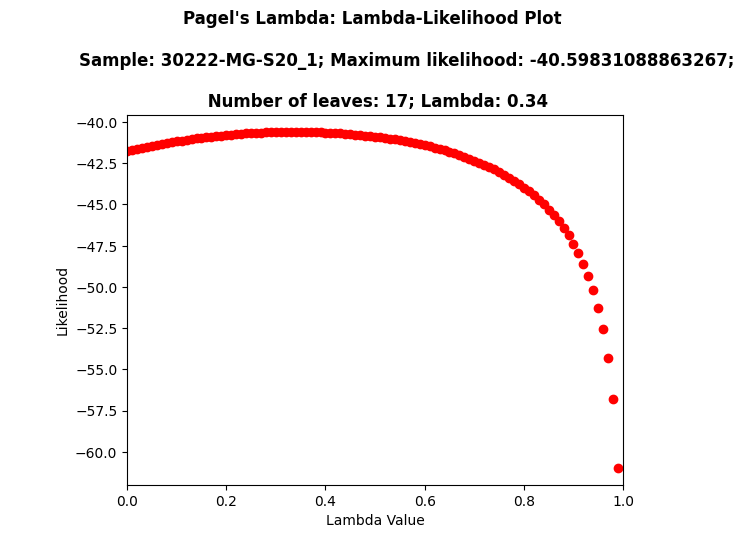 Pagel's Lambda: Lambda-Likelihood Plot
Sample: 30222-MG-S20_1; Maximum likelihood: -40.59831088863267;
Number of leaves: 17; Lambda: 0.34
−40.0
−42.5
−45.0
−47.5
−50.0
−52.5
−55.0
−57.5
−60.0
Likelihood
0.0 0.2 0.4 0.6 0.8 1.0
Lambda Value